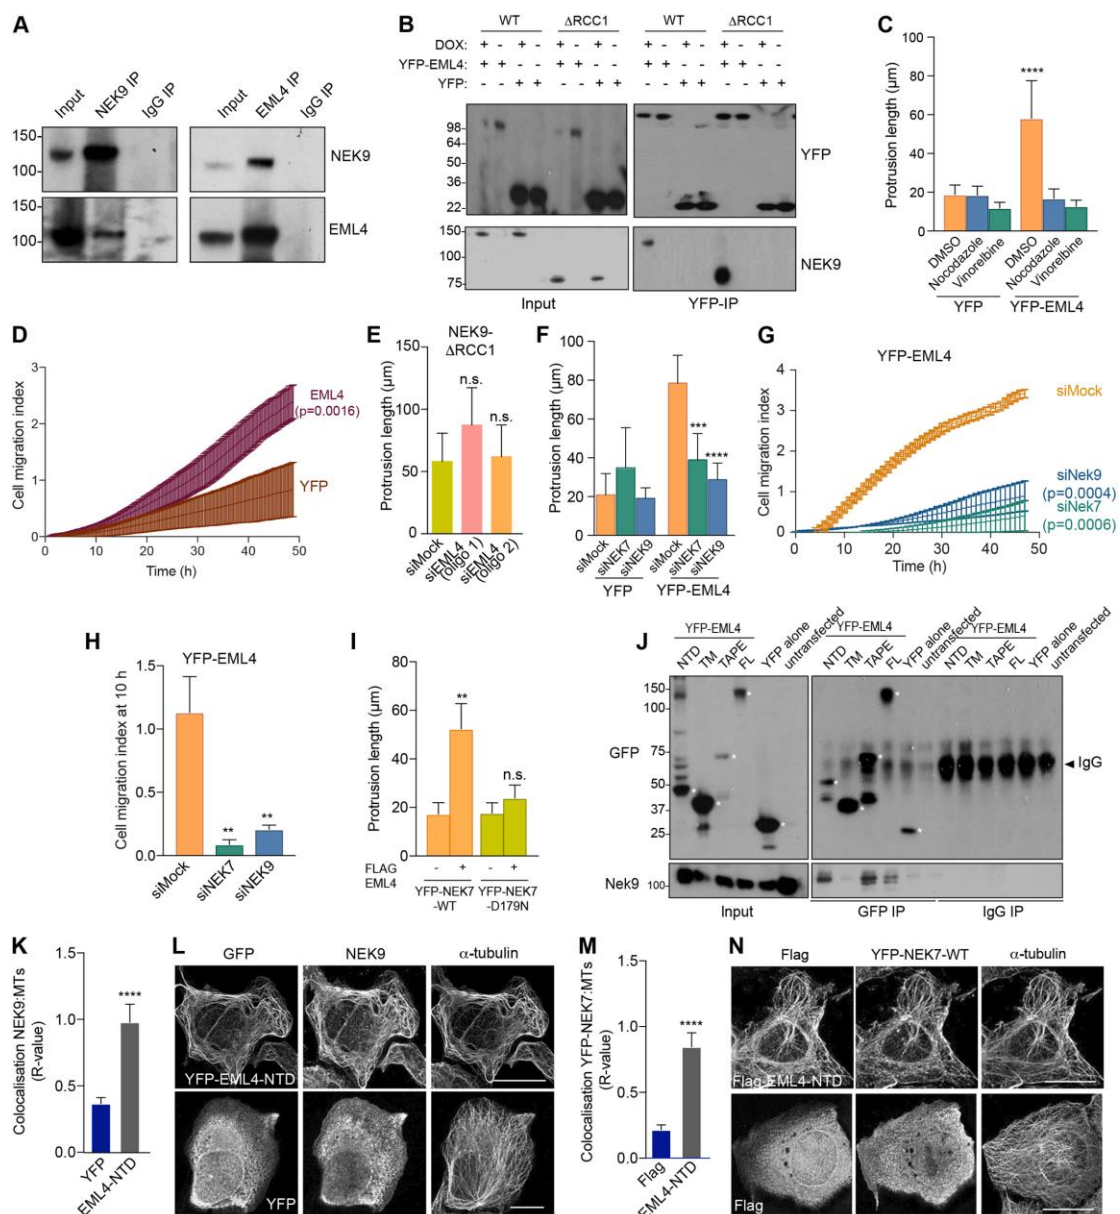 A
Input
NEK9 IP
IgG IP
Input
EML4 IP
IgG IP
150
100
NEK9
100
EML4
B
WT
ΔRCC1
WT
ΔRCC1
DOX: + - + - + - + - + - + - + - + -
YFP-EML4: + + + + + + + +
YFP: + + + + + + + +
98
64
50
36
22
YFP
150
100
75
NEK9
Input
YFP-IP
C
Protrusion length (µm)
100
80
60
40
20
0
****
DMSO
Nocodazole
Vinorelbine
DMSO
Nocodazole
Vinorelbine
YFP
YFP-EML4
D
Cell migration index
3
2
1
0
EML4
(p=0.0016)
YFP
0 10 20 30 40 50
Time (h)
E
NEK9-
ΔRCC1
Protrusion length (µm)
150
100
50
0
n.s.
n.s.
siMock
siEML4
(oligo 1)
siEML4
(oligo 2)
F
Protrusion length (µm)
100
80
60
40
20
0
***
****
siMock
siNEK7
siNEK9
siMock
siNEK7
siNEK9
YFP
YFP-EML4
G
YFP-EML4
Cell migration index
4
3
2
1
0
siMock
siNek9
(p=0.0004)
siNek7
(p=0.0006)
0 10 20 30 40 50
Time (h)
H
YFP-EML4
Cell migration index at 10 h
1.5
1.0
0.5
0.0
**
**
siMock
siNEK7
siNEK9
I
Protrusion length (µm)
80
60
40
20
0
**
n.s.
FLAG
EML4
- + - +
YFP-NEK7
-WT
YFP-NEK7
-D179N
J
YFP-EML4
NTD
TM
TAPE
FL
YFP alone
untransfected
YFP-EML4
NTD
TM
TAPE
FL
YFP alone
untransfected
YFP-EML4
NTD
TM
TAPE
FL
YFP alone
untransfected
150
100
GFP
75
50
37
25
IgG
Nek9
100
Input
GFP IP
IgG IP
K
Colocalisation NEK9:MTs
(R-value)
1.5
1.0
0.5
0.0
****
YFP
EML4-NTD
L
GFP
NEK9
α-tubulin
YFP-EML4-NTD
YFP
M
Colocalisation YFP-NEK7:MTs
(R-value)
1.5
1.0
0.5
0.0
****
Flag
EML4-NTD
N
Flag
YFP-NEK7-WT
α-tubulin
Flag-EML4-NTD
Flag